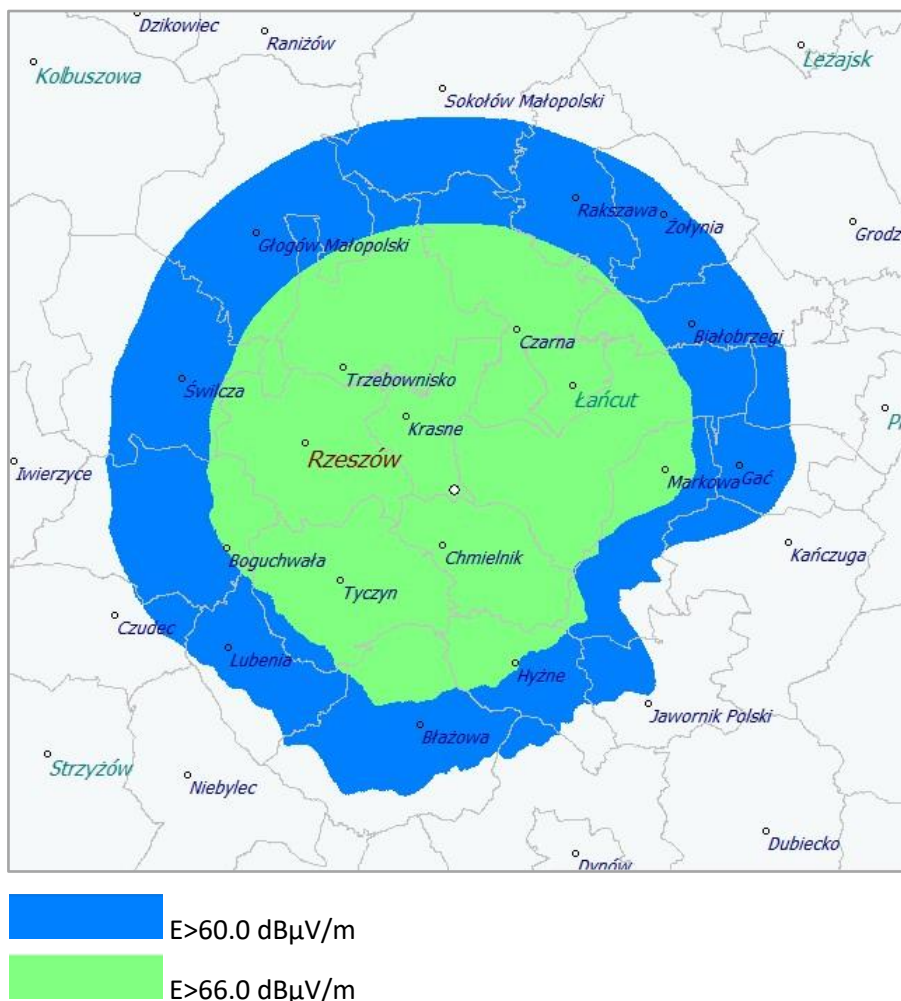 Dzikowiec
Raniżów
Kolbuszowa
Leżajsk
Sokołów Małopolski
Rakszawa
Żołynia
Grodz
Głogów Małopolski
Białobrzegi
Czarna
Trzebownisko
Świlcza
Łańcut
Krasne
Rzeszów
Iwierzyce
Markowa
Gać
Boguchwała
Chmielnik
Kańczuga
Tyczyn
Czudec
Lubenia
Hyżne
Jawornik Polski
Błażowa
Strzyżów
Niebylec
Dubiecko
Dynów
E>60.0 dBµV/m
E>66.0 dBµV/m